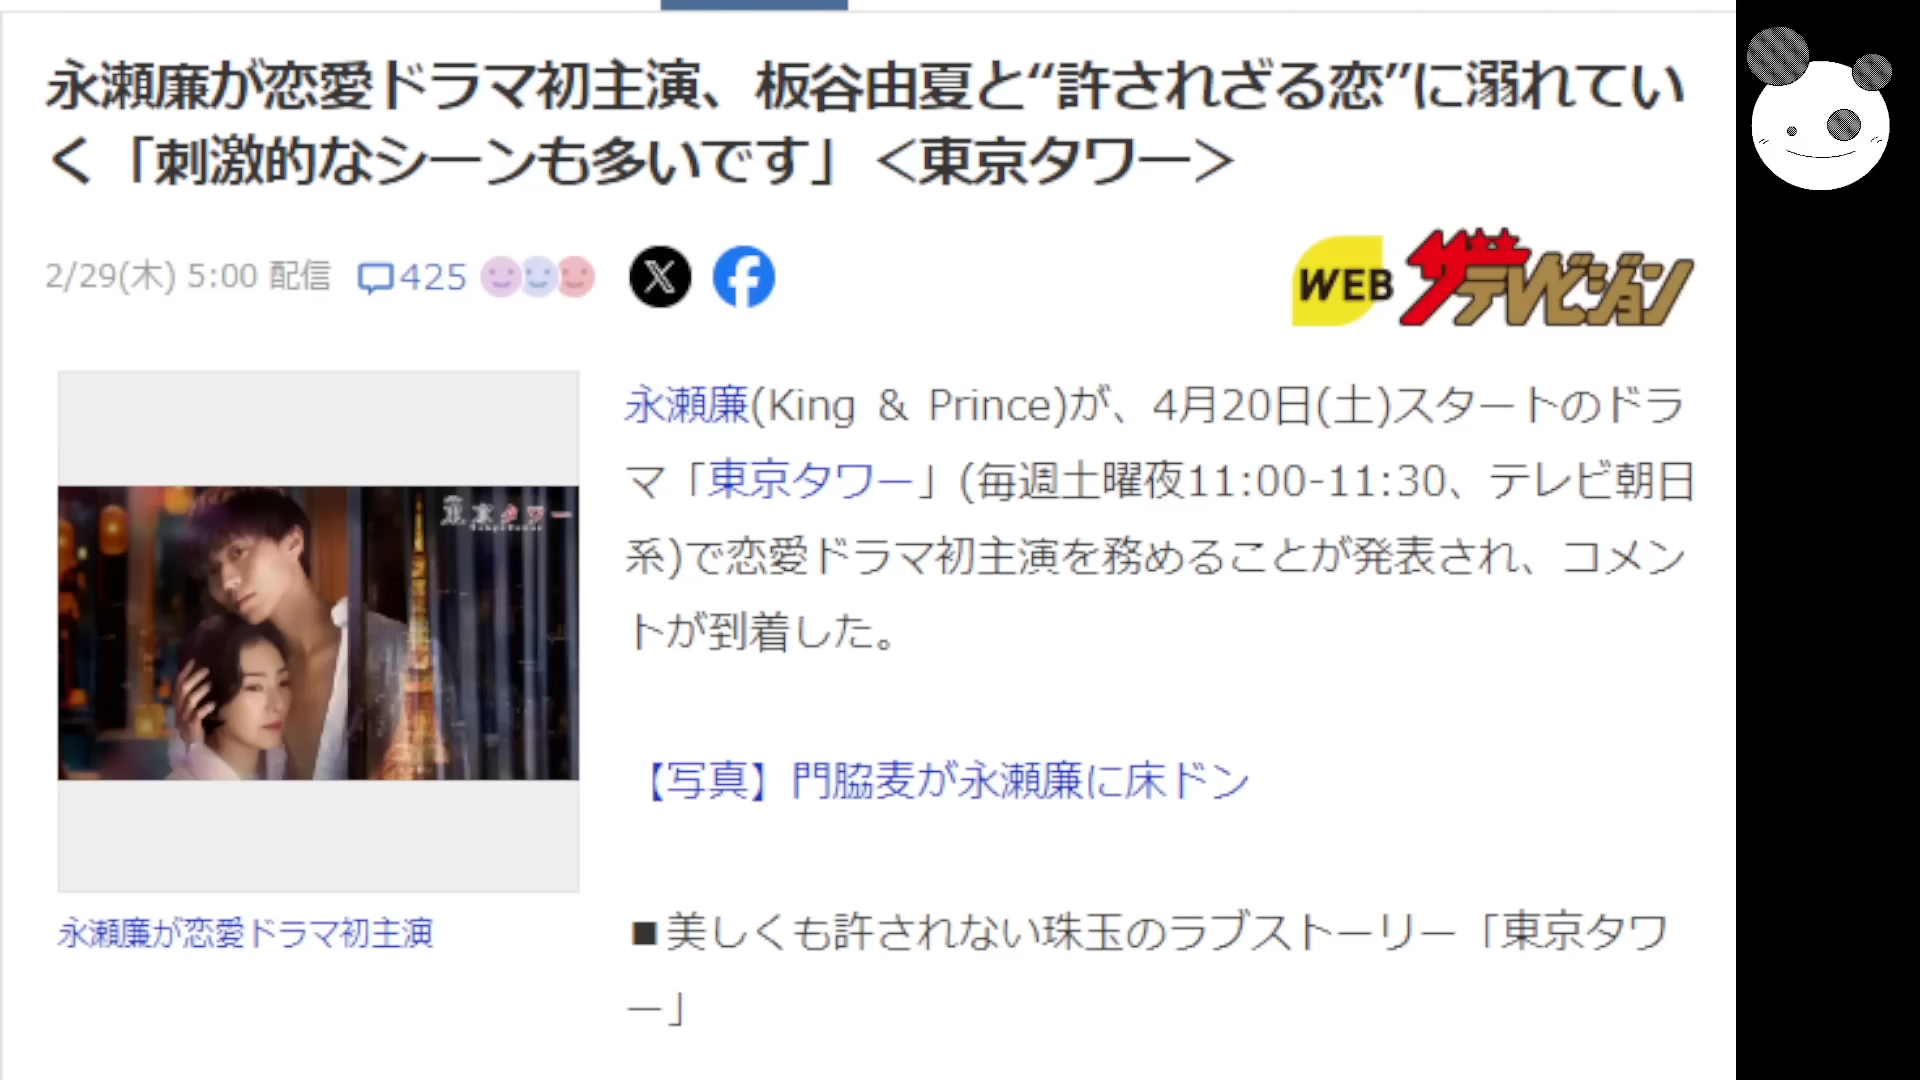 永瀬廉が恋愛ドラマ初主演、板谷由夏と“許されざる恋”に溺れてい
く「刺激的なシーンも多いです」＜東京タワー＞
2/29(木) 5:00 配信 425
WEB ザテレビジョン
東京タワー
永瀬廉が恋愛ドラマ初主演
永瀬廉(King & Prince)が、4月20日(土)スタートのドラ
マ「東京タワー」(毎週土曜夜11:00-11:30、テレビ朝日
系)で恋愛ドラマ初主演を務めることが発表され、コメン
トが到着した。
【写真】門脇麦が永瀬廉に床ドン
■美しくも許されない珠玉のラブストーリー「東京タワ
ー」